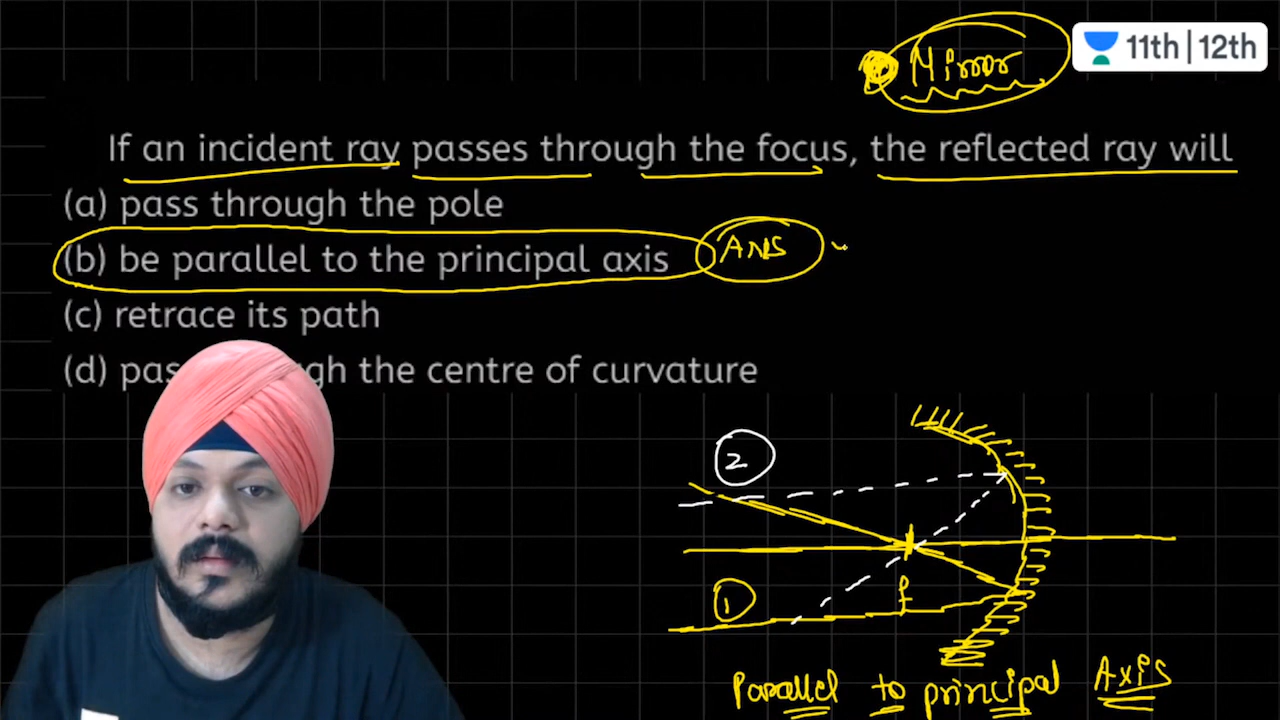 Mirror
11th | 12th
If an incident ray passes through the focus, the reflected ray will
(a) pass through the pole
(b) be parallel to the principal axis
ANS
(c) retrace its path
(d) pas gh the centre of curvature
2
1
f
Parallel to principal Axis